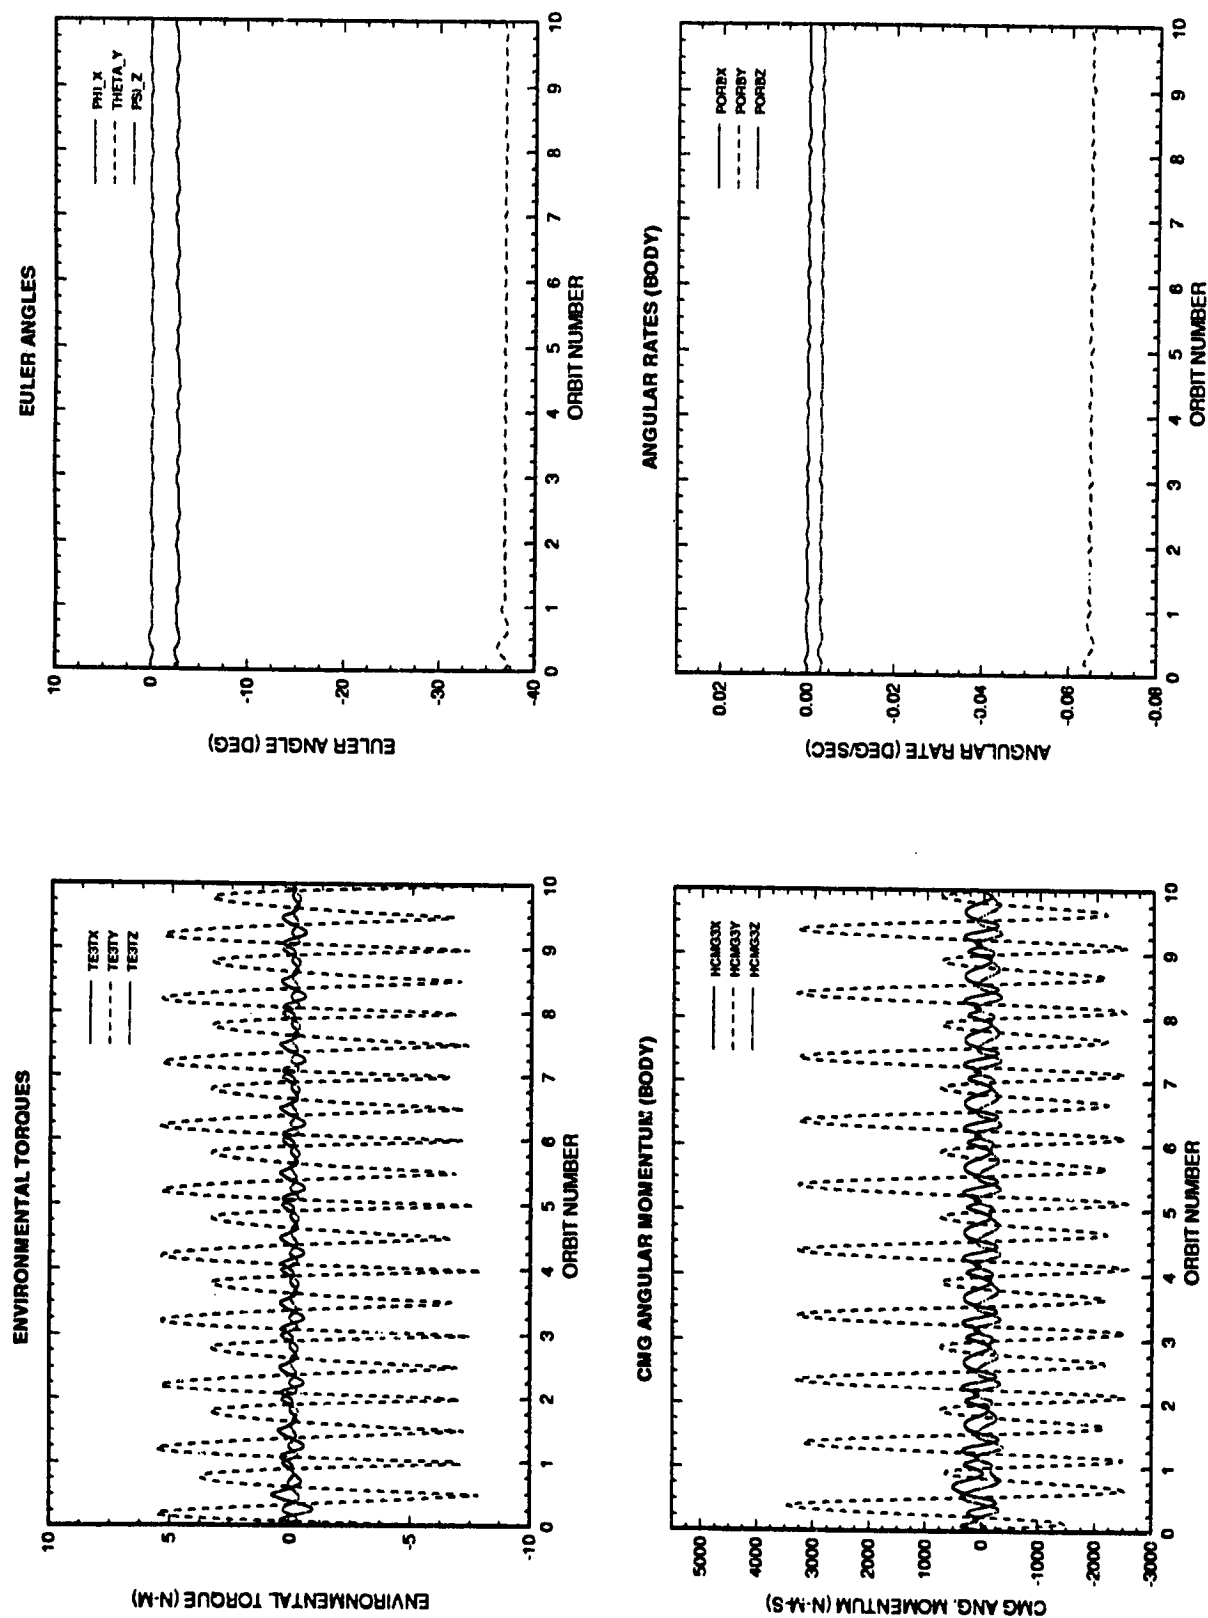 ENVIRONMENTAL TORQUES
ENVIRONMENTAL TORQUE (N-M)
10
5
0
-5
-10
TE3TX
TE3TY
TE3TZ
0 1 2 3 4 5 6 7 8 9 10
ORBIT NUMBER
EULER ANGLES
EULER ANGLE (DEG)
10
0
-10
-20
-30
-40
PHI_X
THETA_Y
PSI_Z
0 1 2 3 4 5 6 7 8 9 10
ORBIT NUMBER
CMG ANGULAR MOMENTUM (BODY)
CMG ANG. MOMENTUM (N-M-S)
5000
4000
3000
2000
1000
0
-1000
-2000
-3000
HCMG3X
HCMG3Y
HCMG3Z
0 1 2 3 4 5 6 7 8 9 10
ORBIT NUMBER
ANGULAR RATES (BODY)
ANGULAR RATE (DEG/SEC)
0.02
0.00
-0.02
-0.04
-0.06
-0.08
PORBX
PORBY
PORBZ
0 1 2 3 4 5 6 7 8 9 10
ORBIT NUMBER